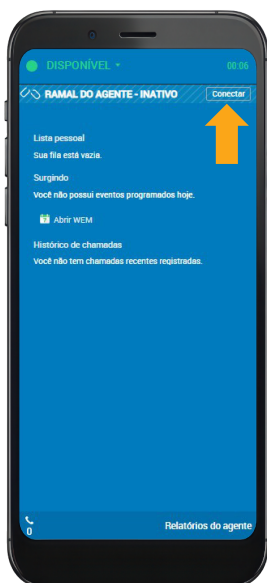 DISPONÍVEL 00:06
RAMAL DO AGENTE - INATIVO Conectar
Lista pessoal
Sua fila está vazia.
Surgindo
Você não possui eventos programados hoje.
Abrir WEM
Histórico de chamadas
Você não tem chamadas recentes registradas.
0 Relatórios do agente